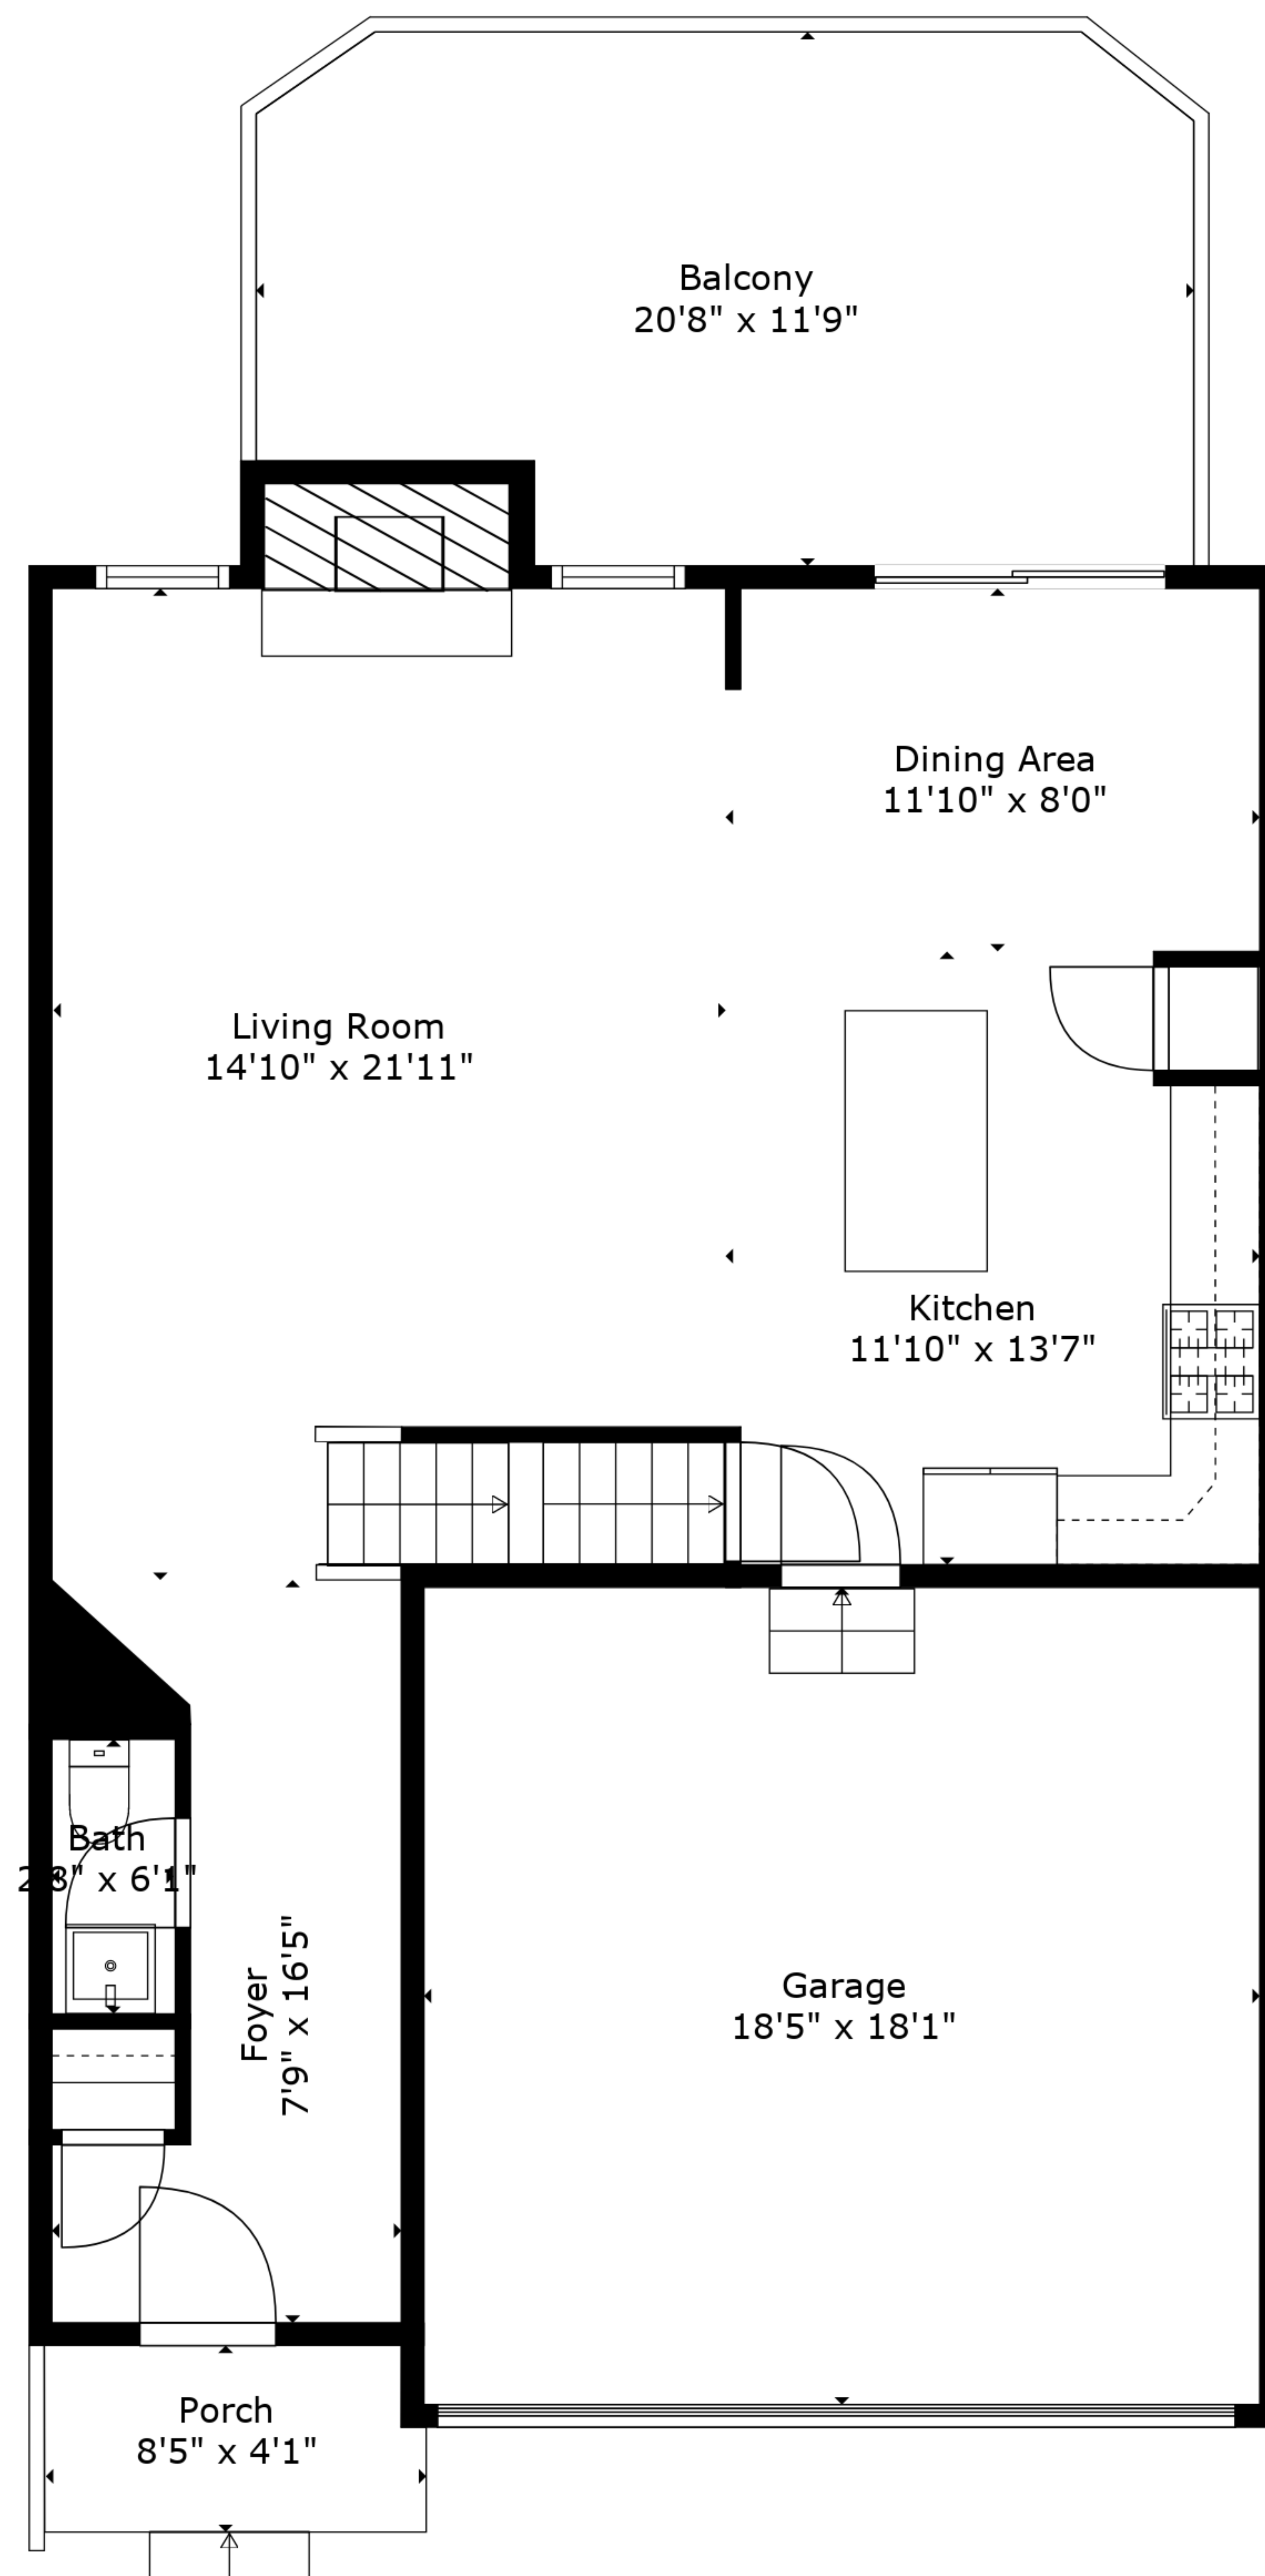 Balcony
20'8" x 11'9"
Dining Area
11'10" x 8'0"
Living Room
14'10" x 21'11"
Kitchen
11'10" x 13'7"
Bath
2'8" x 6'1"
Foyer
7'9" x 16'5"
Garage
18'5" x 18'1"
Porch
8'5" x 4'1"